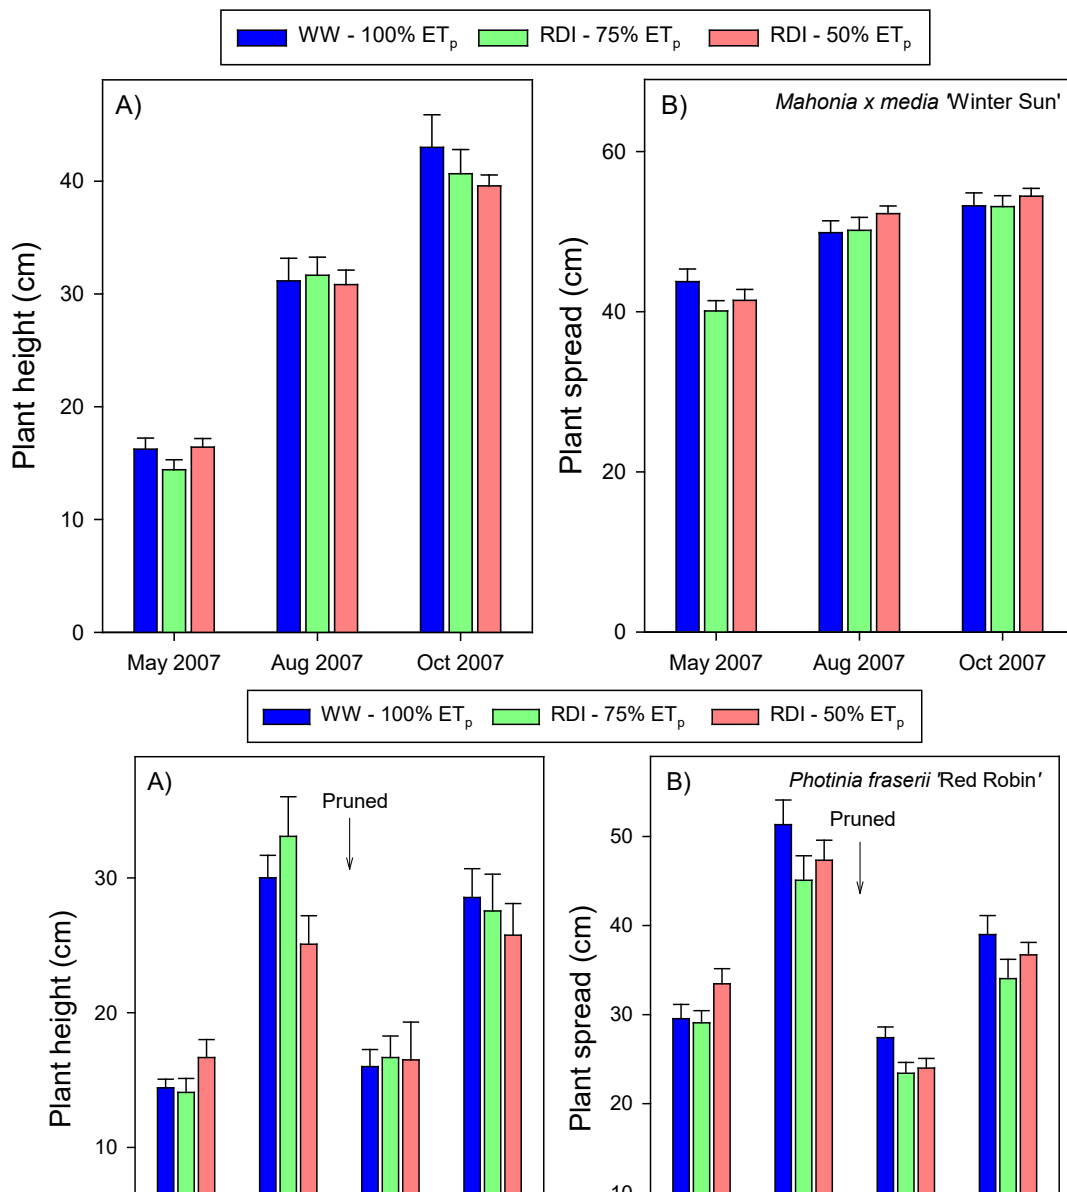 WW - 100% ETp RDI - 75% ETp RDI - 50% ETp
A)
Plant height (cm)
40
30
20
10
0
May 2007 Aug 2007 Oct 2007
B) Mahonia x media 'Winter Sun'
Plant spread (cm)
60
40
20
0
May 2007 Aug 2007 Oct 2007
WW - 100% ETp RDI - 75% ETp RDI - 50% ETp
A)
Pruned
Plant height (cm)
30
20
10
B) Photinia fraserii 'Red Robin'
Pruned
Plant spread (cm)
50
40
30
20
10